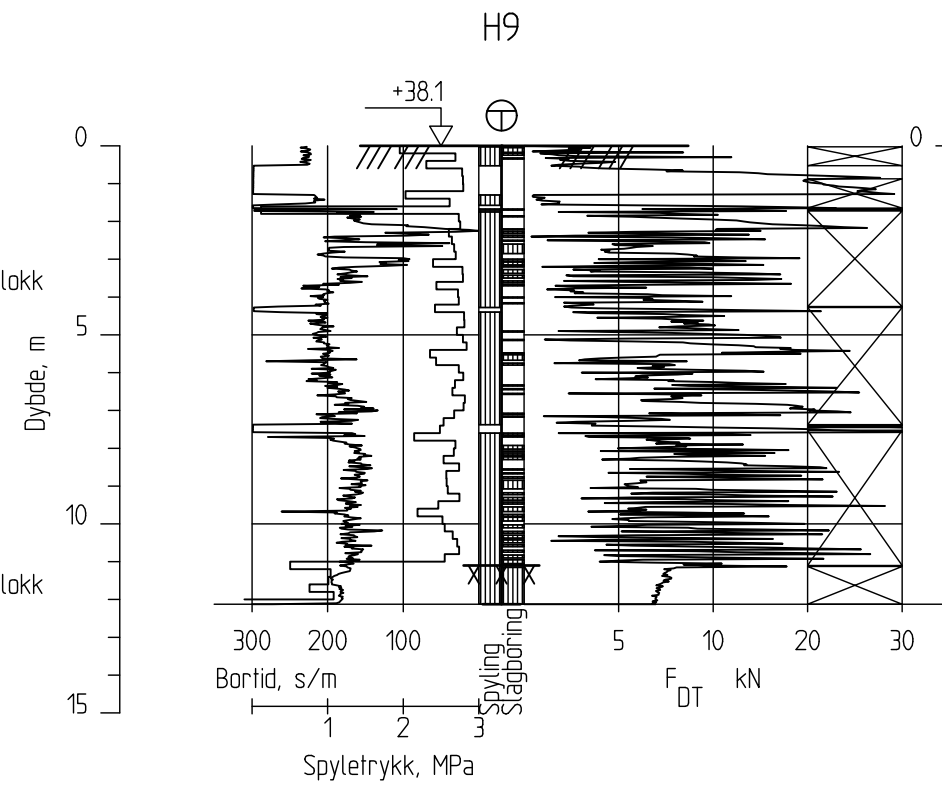 H9
+38.1
0
0
lokk
5
Dybde, m
10
lokk
300 200 100
5 10 20 30
Bortid, s/m
Spyling
Slagboring
F DT kN
15
1 2 3
Spyletrykk, MPa